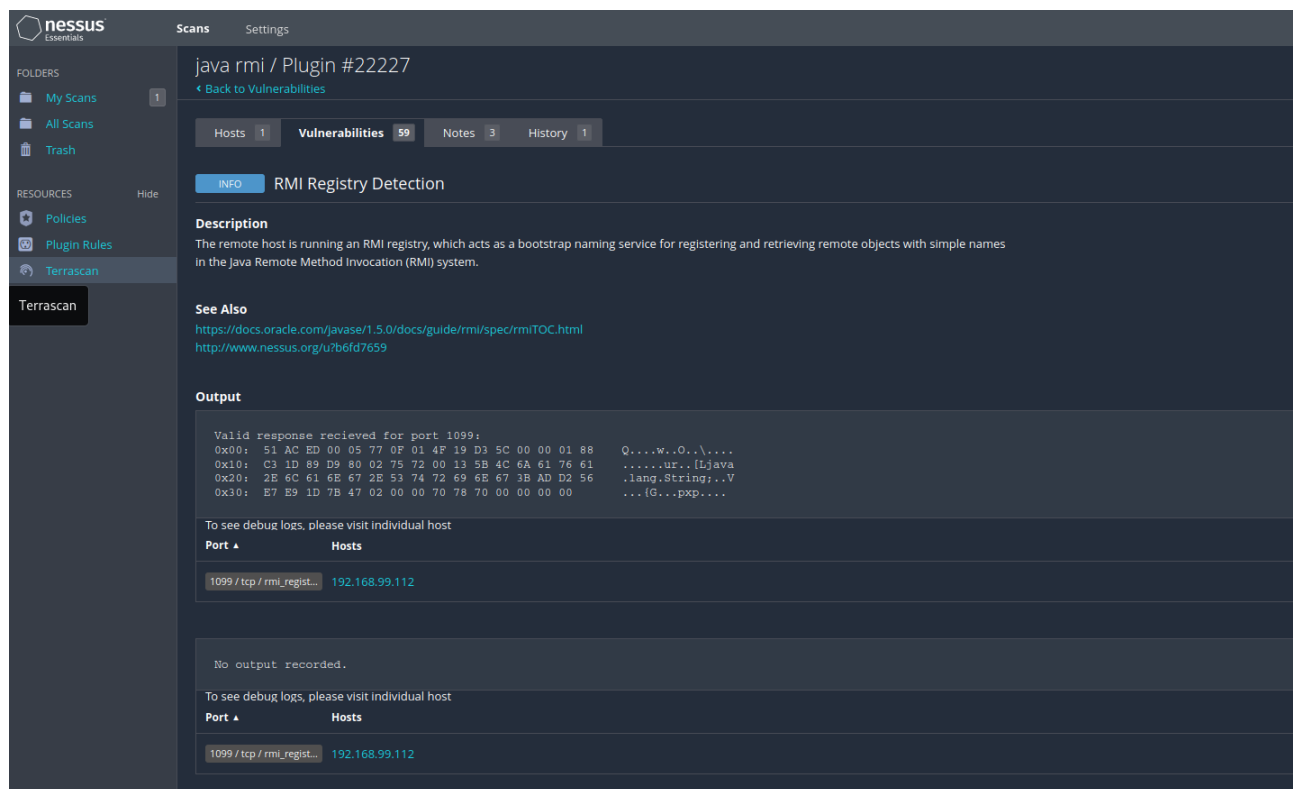 nessus
Essentials
Scans
Settings
FOLDERS
My Scans 1
All Scans
Trash
RESOURCES Hide
Policies
Plugin Rules
Terrascan
Terrascan
java rmi / Plugin #22227
‹ Back to Vulnerabilities
Hosts 1 Vulnerabilities 59 Notes 3 History 1
INFO RMI Registry Detection
Description
The remote host is running an RMI registry, which acts as a bootstrap naming service for registering and retrieving remote objects with simple names
in the Java Remote Method Invocation (RMI) system.
See Also
https://docs.oracle.com/javase/1.5.0/docs/guide/rmi/spec/rmiTOC.html
http://www.nessus.org/u?b6fd7659
Output
Valid response recieved for port 1099:
0x00: 51 AC ED 00 05 77 0F 01 4F 19 D3 5C 00 00 01 88 Q....w..O..\....
0x10: C3 1D 89 D9 80 02 75 72 00 13 5B 4C 6A 61 76 61 ......ur..[Ljava
0x20: 2E 6C 61 6E 67 2E 53 74 72 69 6E 67 3B AD D2 56 .lang.String;..V
0x30: E7 E9 1D 7B 47 02 00 00 70 78 70 00 00 00 00 ...{G...pxp....
To see debug logs, please visit individual host
Port ▲ Hosts
1099 / tcp / rmi_regist... 192.168.99.112
No output recorded.
To see debug logs, please visit individual host
Port ▲ Hosts
1099 / tcp / rmi_regist... 192.168.99.112